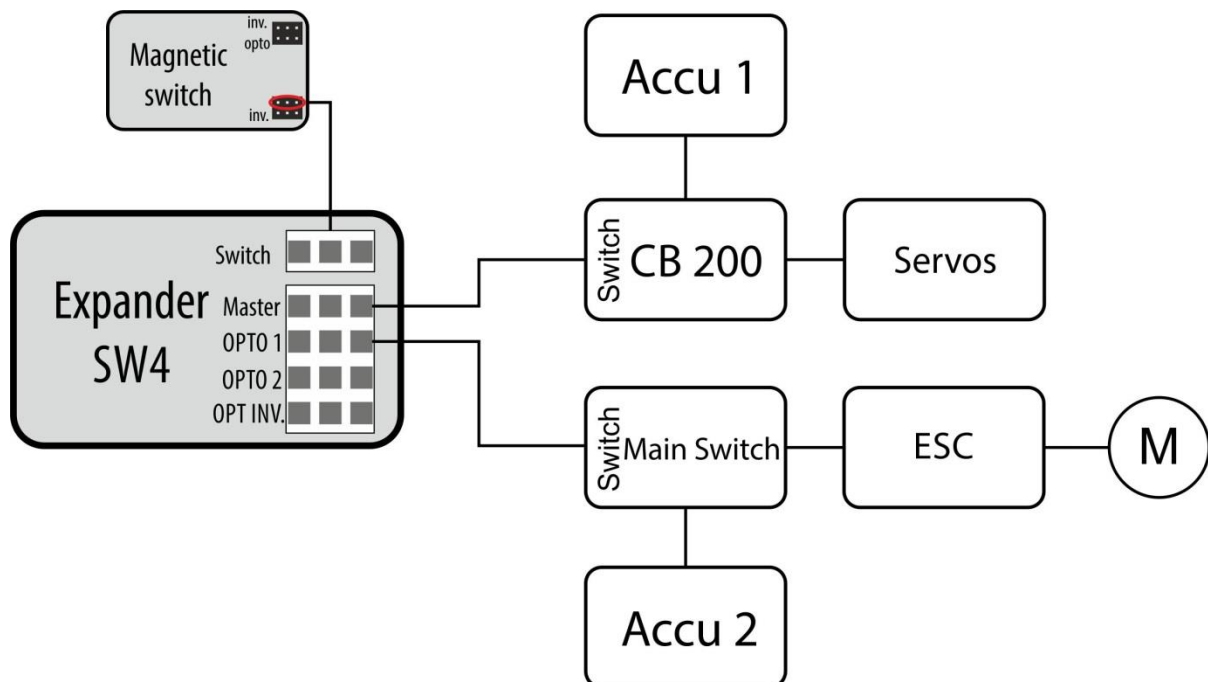 inv.
opto
Magnetic
switch
inv.
Accu 1
Switch
Expander
SW4
Master
OPTO 1
OPTO 2
OPT INV.
Switch
CB 200
Servos
Switch
Main Switch
ESC
M
Accu 2